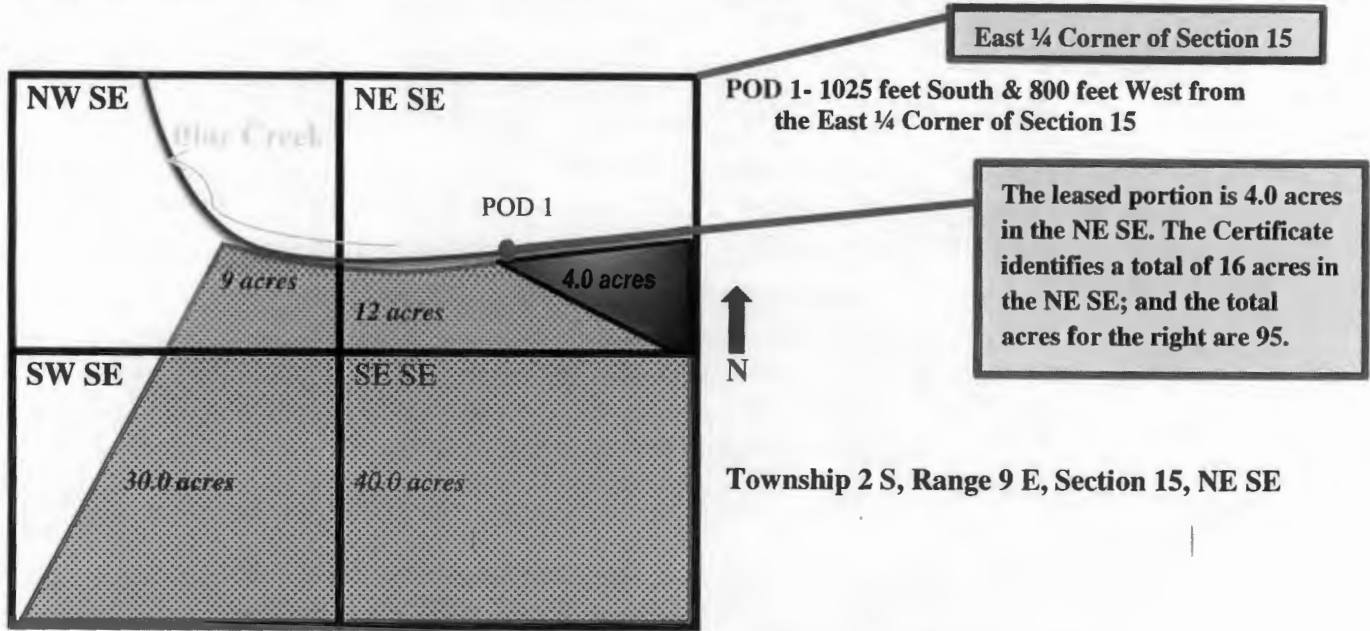 East ¼ Corner of Section 15
NW SE
NE SE
POD 1- 1025 feet South & 800 feet West from
the East ¼ Corner of Section 15
Creek
POD 1
The leased portion is 4.0 acres
in the NE SE. The Certificate
identifies a total of 16 acres in
the NE SE; and the total
acres for the right are 95.
9 acres
4.0 acres
12 acres
N
SW SE
SE SE
30.0 acres
40.0 acres
Township 2 S, Range 9 E, Section 15, NE SE